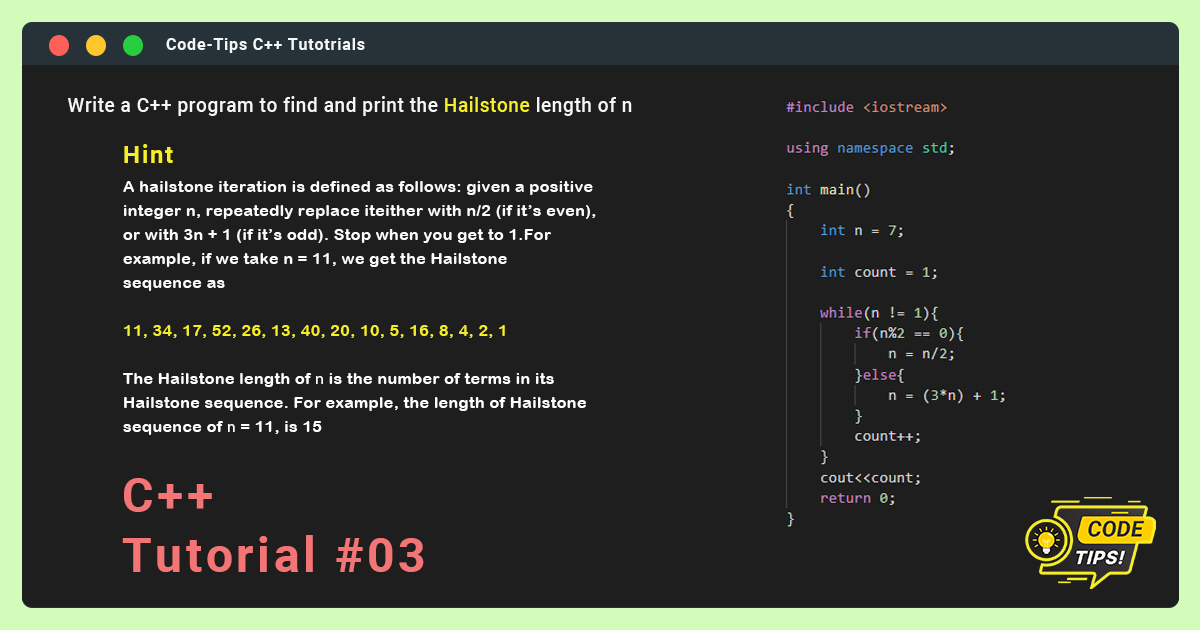 Code-Tips C++ Tutotrials
Write a C++ program to find and print the Hailstone length of n
Hint
A hailstone iteration is defined as follows: given a positive
integer n, repeatedly replace iteither with n/2 (if it’s even),
or with 3n + 1 (if it’s odd). Stop when you get to 1.For
example, if we take n = 11, we get the Hailstone
sequence as
11, 34, 17, 52, 26, 13, 40, 20, 10, 5, 16, 8, 4, 2, 1
The Hailstone length of n is the number of terms in its
Hailstone sequence. For example, the length of Hailstone
sequence of n = 11, is 15
C++
Tutorial #03
#include <iostream>
using namespace std;
int main()
{
    int n = 7;
    int count = 1;
    while(n != 1){
        if(n%2 == 0){
            n = n/2;
        }else{
            n = (3*n) + 1;
        }
        count++;
    }
    cout<<count;
    return 0;
}
CODE
TIPS!